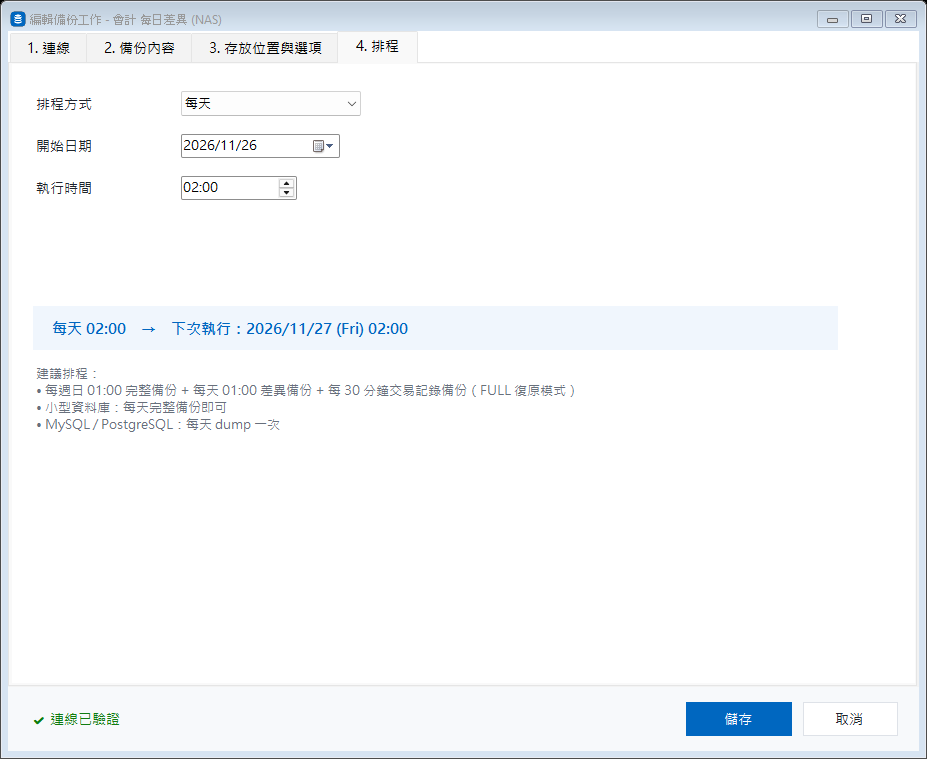 編輯備份工作 - 會計 每日差異 (NAS)
1. 連線
2. 備份內容
3. 存放位置與選項
4. 排程
排程方式
每天
開始日期
2026/11/26
執行時間
02:00
每天 02:00 → 下次執行：2026/11/27 (Fri) 02:00
建議排程：
• 每週日 01:00 完整備份 + 每天 01:00 差異備份 + 每 30 分鐘交易記錄備份（FULL 復原模式）
• 小型資料庫：每天完整備份即可
• MySQL / PostgreSQL：每天 dump 一次
連線已驗證
儲存
取消